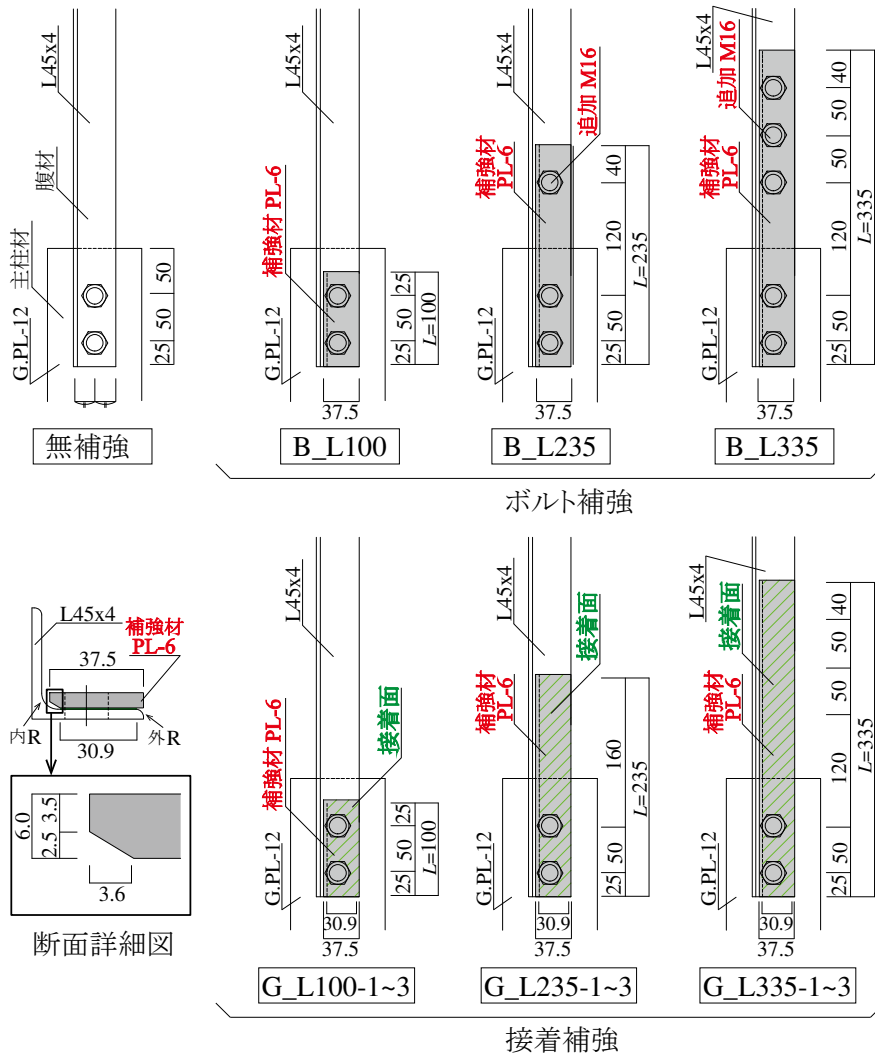 L45x4
腹材
主柱材
G.PL-12
50
50
25
無補強
L45x4
補強材 PL-6
G.PL-12
25
50
25
L=100
37.5
B_L100
L45x4
追加 M16
補強材
PL-6
G.PL-12
40
120
50
25
L=235
37.5
B_L235
L45x4
追加 M16
補強材
PL-6
G.PL-12
40
50
50
120
50
25
L=335
37.5
B_L335
ボルト補強
L45x4
補強材
PL-6
37.5
内R
外R
30.9
6.0
3.5
2.5
3.6
断面詳細図
L45x4
接着面
補強材 PL-6
G.PL-12
25
50
25
L=100
30.9
37.5
G_L100-1~3
L45x4
接着面
補強材
PL-6
G.PL-12
160
50
25
L=235
30.9
37.5
G_L235-1~3
L45x4
接着面
補強材
PL-6
G.PL-12
40
50
50
120
50
25
L=335
30.9
37.5
G_L335-1~3
接着補強